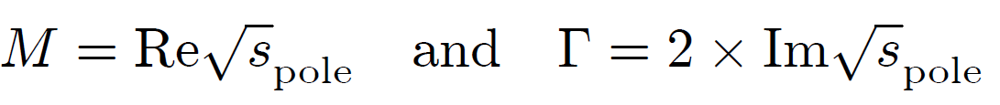 M = Re√s_pole and Γ = 2 × Im√s_pole